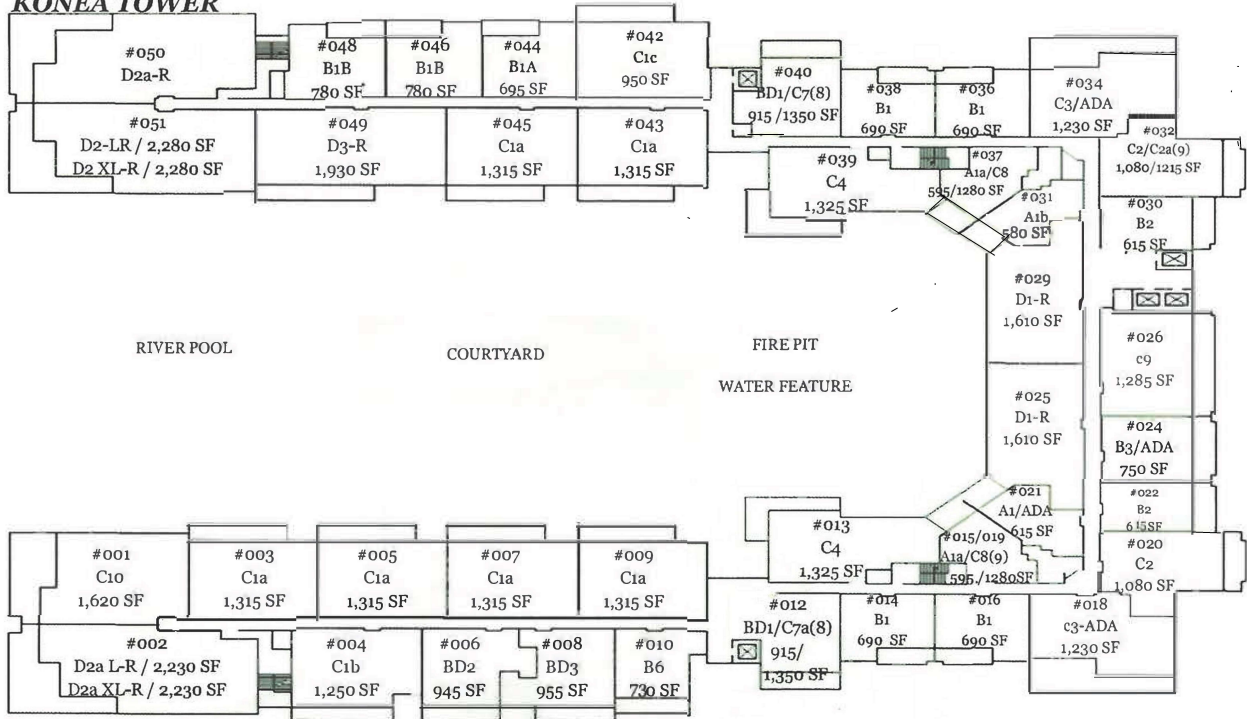 KONEA TOWER
#050
D2a-R
#048
B1B
780 SF
#046
B1B
780 SF
#044
B1A
695 SF
#042
C1c
950 SF
#040
BD1/C7(8)
915 /1350 SF
#038
B1
690 SF
#036
B1
690 SF
#034
C3/ADA
1,230 SF
#032
C2/C2a(9)
1,080/1215 SF
#051
D2-LR / 2,280 SF
D2 XL-R / 2,280 SF
#049
D3-R
1,930 SF
#045
C1a
1,315 SF
#043
C1a
1,315 SF
#039
C4
1,325 SF
#037
A1a/C8
595/1280 SF
#031
A1b
580 SF
#030
B2
615 SF
#029
D1-R
1,610 SF
RIVER POOL
COURTYARD
FIRE PIT
WATER FEATURE
#026
c9
1,285 SF
#025
D1-R
1,610 SF
#024
B3/ADA
750 SF
#022
B2
615SF
#021
A1/ADA
615 SF
#020
C2
1,080 SF
#001
C10
1,620 SF
#003
C1a
1,315 SF
#005
C1a
1,315 SF
#007
C1a
1,315 SF
#009
C1a
1,315 SF
#013
C4
1,325 SF
#015/019
A1a/C8(9)
595 /1280SF
#002
D2a L-R / 2,230 SF
D2a XL-R / 2,230 SF
#004
C1b
1,250 SF
#006
BD2
945 SF
#008
BD3
955 SF
#010
B6
730 SF
#012
BD1/C7a(8)
915/
1,350 SF
#014
B1
690 SF
#016
B1
690 SF
#018
c3-ADA
1,230 SF